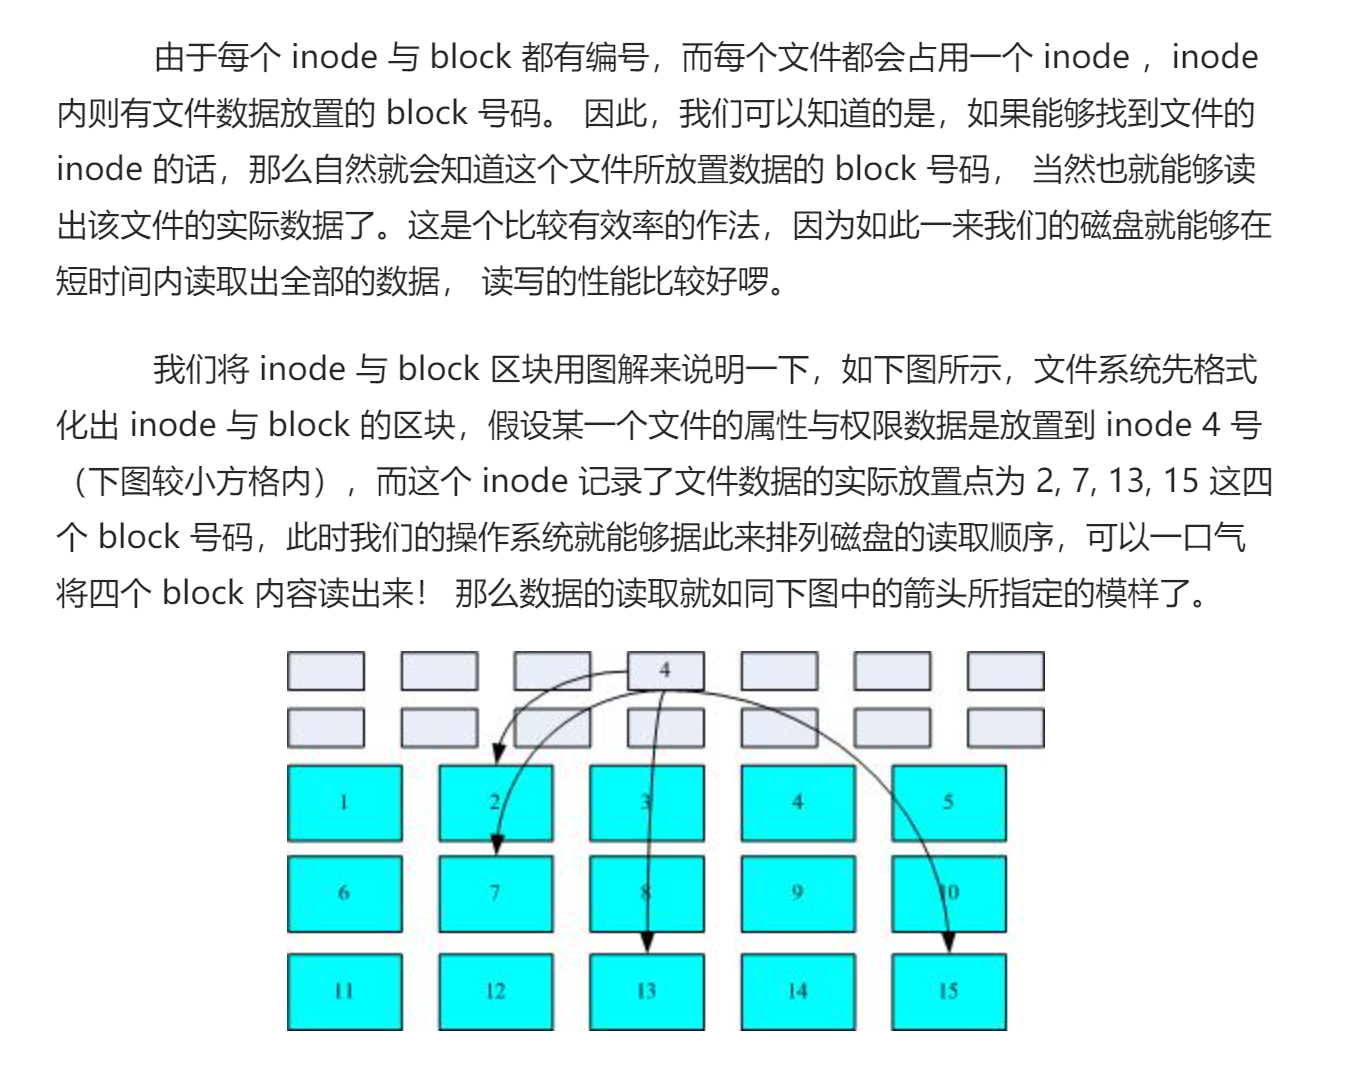 由于每个 inode 与 block 都有编号，而每个文件都会占用一个 inode ，inode
内则有文件数据放置的 block 号码。 因此，我们可以知道的是，如果能够找到文件的
inode 的话，那么自然就会知道这个文件所放置数据的 block 号码， 当然也就能够读
出该文件的实际数据了。这是个比较有效率的作法，因为如此一来我们的磁盘就能够在
短时间内读取出全部的数据， 读写的性能比较好啰。
我们将 inode 与 block 区块用图解来说明一下，如下图所示，文件系统先格式
化出 inode 与 block 的区块，假设某一个文件的属性与权限数据是放置到 inode 4 号
（下图较小方格内），而这个 inode 记录了文件数据的实际放置点为 2, 7, 13, 15 这四
个 block 号码，此时我们的操作系统就能够据此来排列磁盘的读取顺序，可以一口气
将四个 block 内容读出来！ 那么数据的读取就如同下图中的箭头所指定的模样了。
4
1 2 3 4 5
6 7 8 9 10
11 12 13 14 15